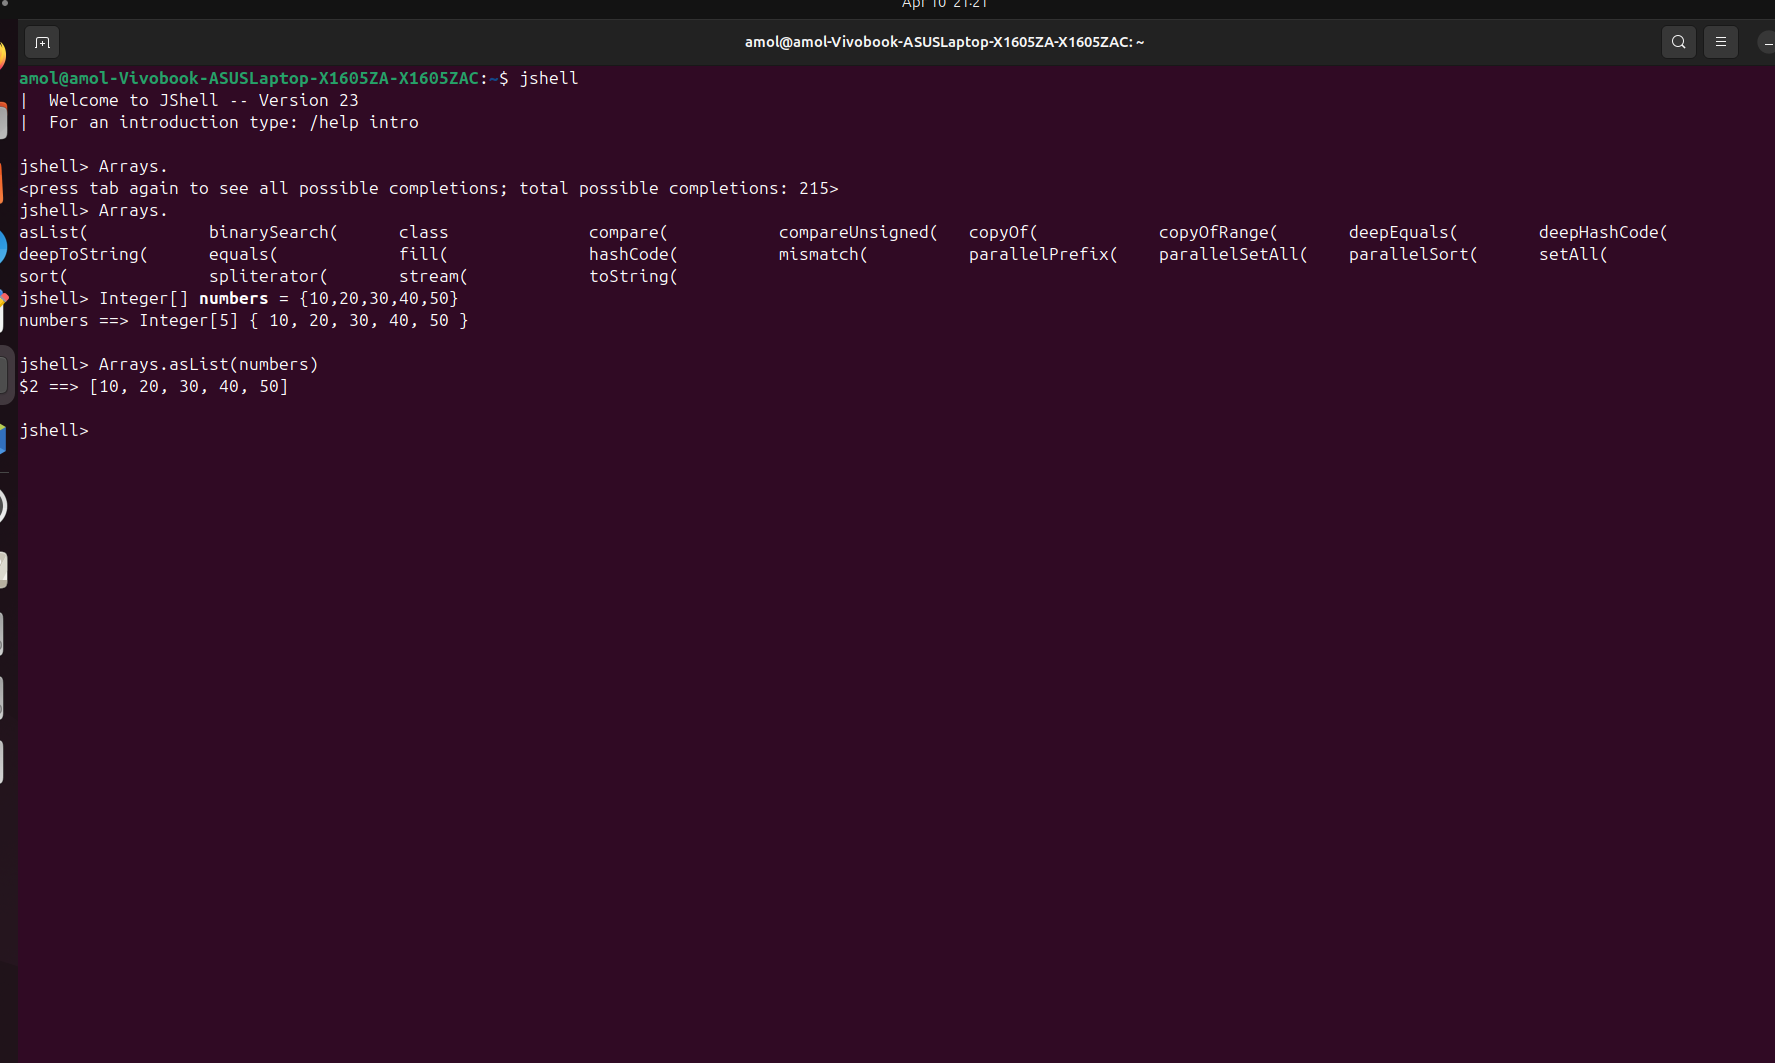 Apr 10 21:21
amol@amol-Vivobook-ASUSLaptop-X1605ZA-X1605ZAC: ~
amol@amol-Vivobook-ASUSLaptop-X1605ZA-X1605ZAC:~$ jshell
|  Welcome to JShell -- Version 23
|  For an introduction type: /help intro
jshell> Arrays.
<press tab again to see all possible completions; total possible completions: 215>
jshell> Arrays.
asList(            binarySearch(      class              compare(           compareUnsigned(   copyOf(            copyOfRange(       deepEquals(        deepHashCode(
deepToString(      equals(            fill(              hashCode(          mismatch(          parallelPrefix(    parallelSetAll(    parallelSort(      setAll(
sort(              spliterator(       stream(            toString(
jshell> Integer[] numbers = {10,20,30,40,50}
numbers ==> Integer[5] { 10, 20, 30, 40, 50 }
jshell> Arrays.asList(numbers)
$2 ==> [10, 20, 30, 40, 50]
jshell>